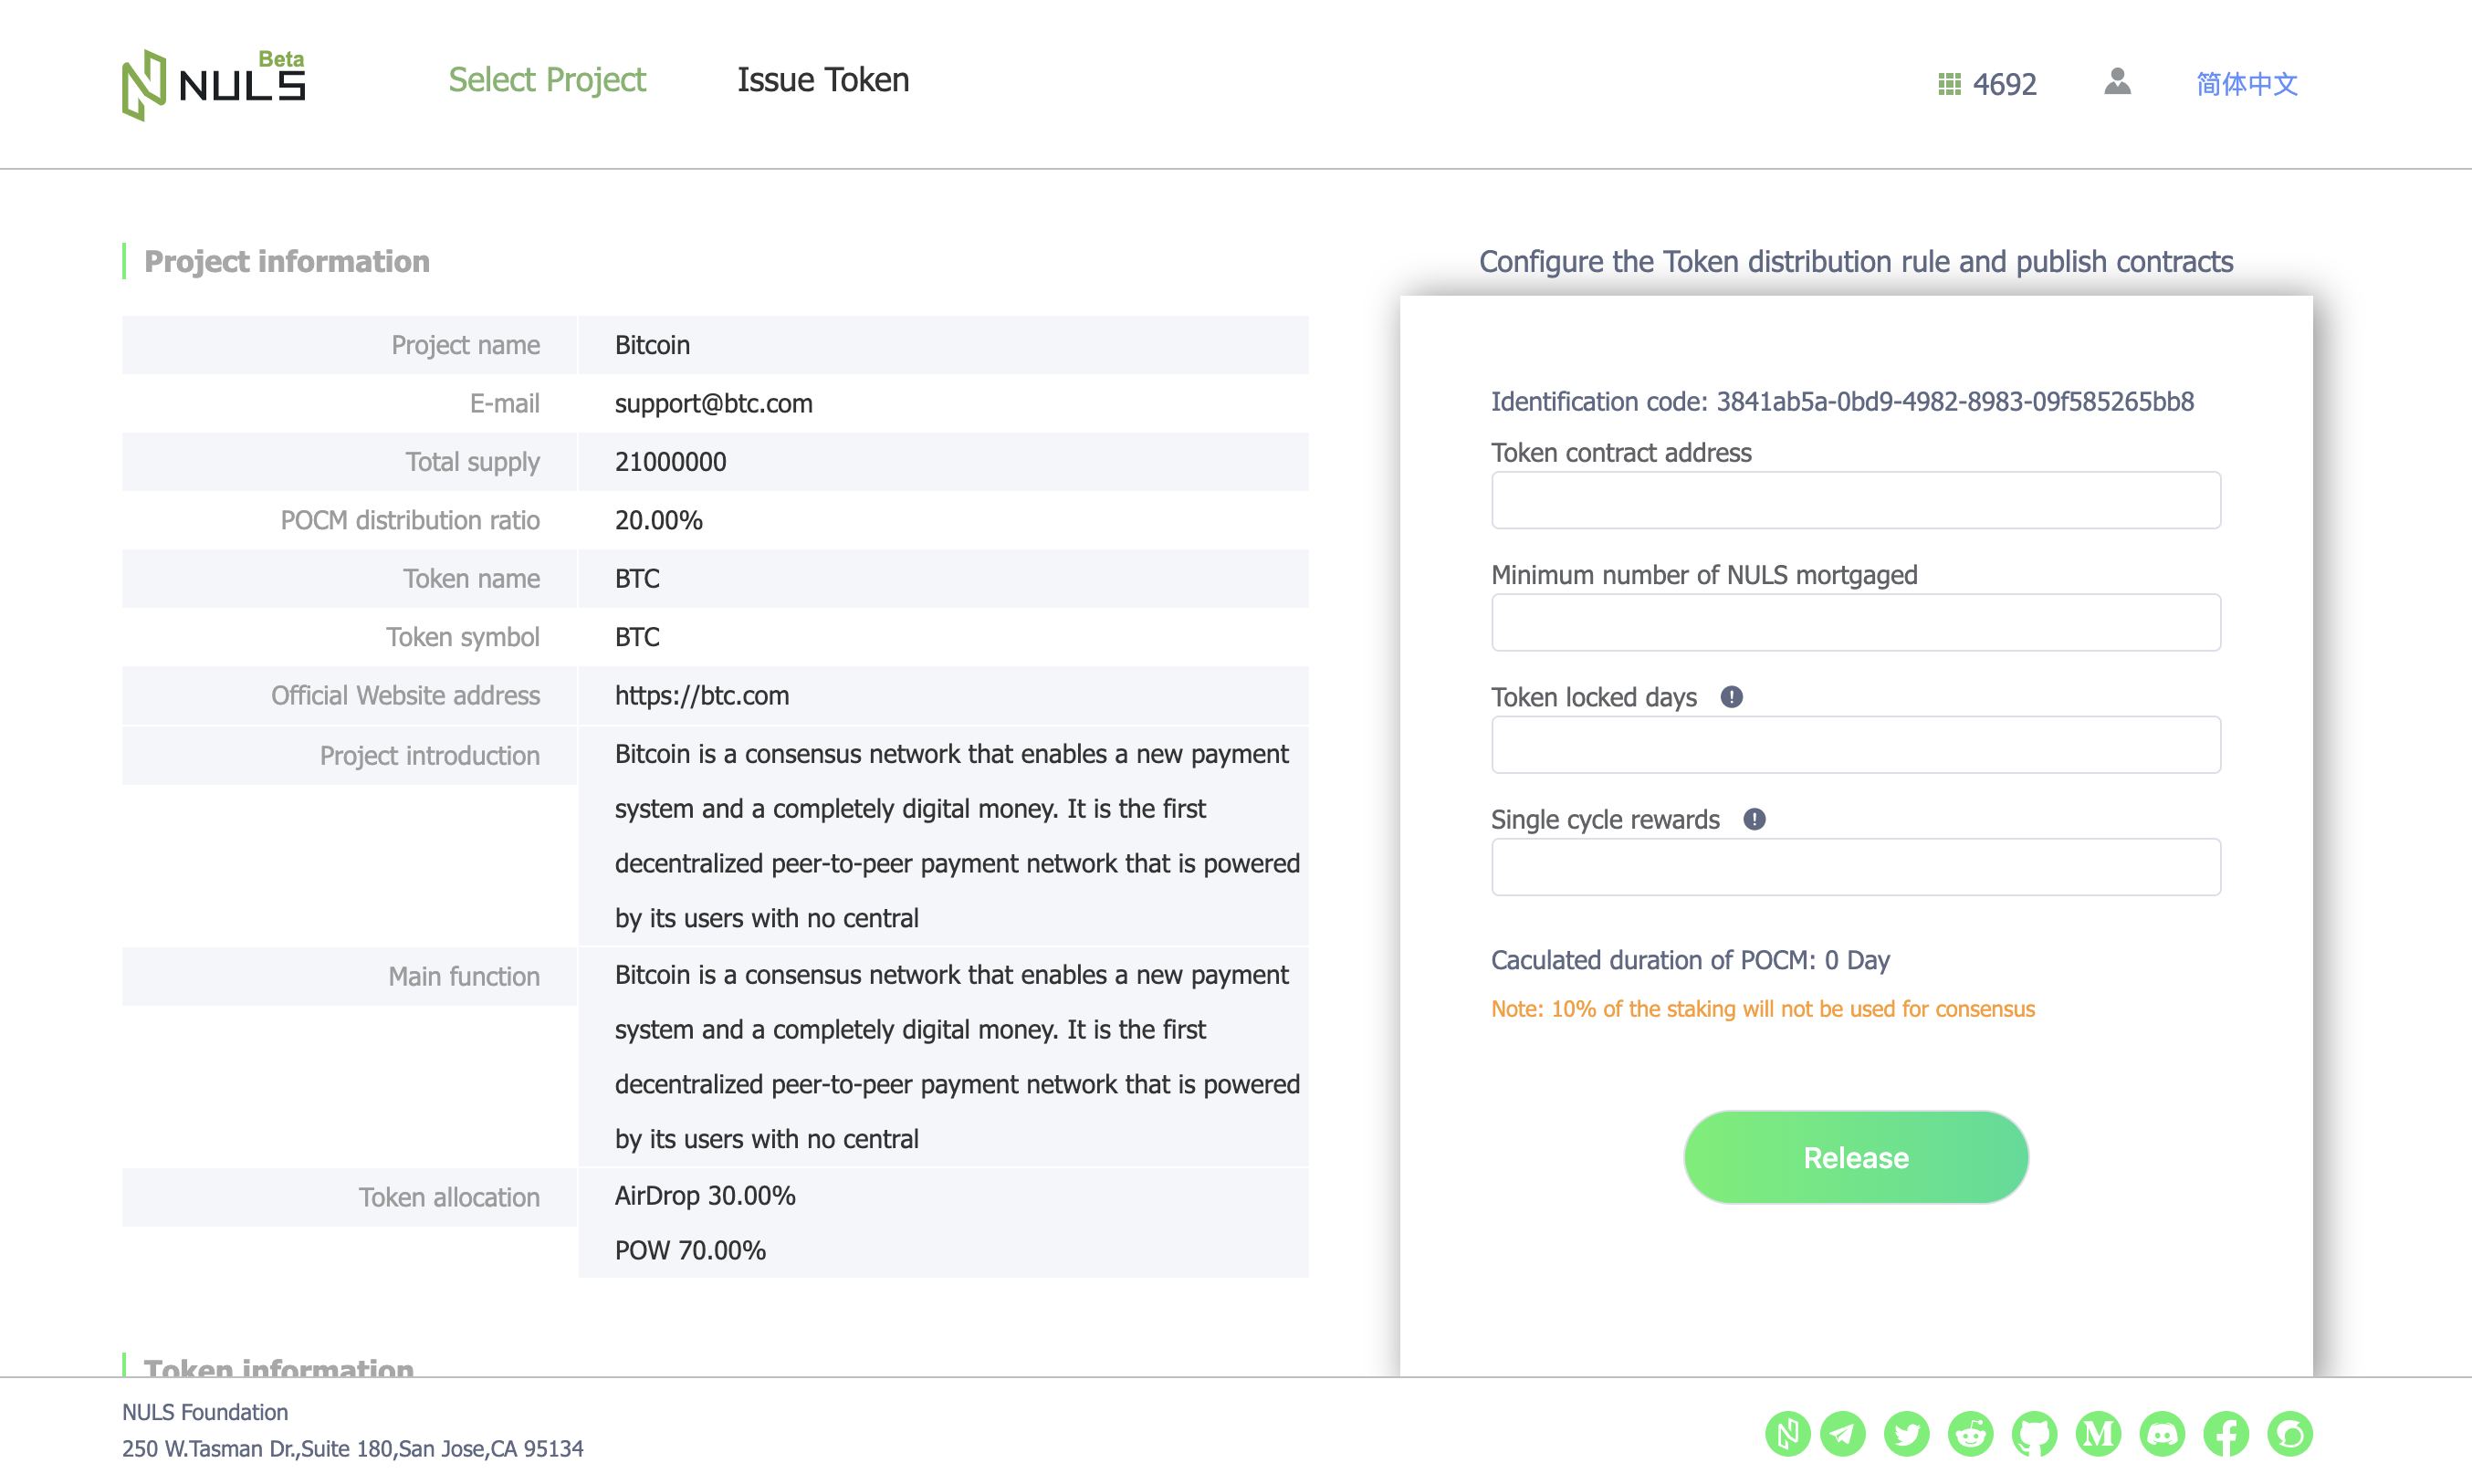 Beta
NULS
Select Project
Issue Token
4692
简体中文
Project information
Project name
Bitcoin
E-mail
support@btc.com
Total supply
21000000
POCM distribution ratio
20.00%
Token name
BTC
Token symbol
BTC
Official Website address
https://btc.com
Project introduction
Bitcoin is a consensus network that enables a new payment
system and a completely digital money. It is the first
decentralized peer-to-peer payment network that is powered
by its users with no central
Main function
Bitcoin is a consensus network that enables a new payment
system and a completely digital money. It is the first
decentralized peer-to-peer payment network that is powered
by its users with no central
Token allocation
AirDrop 30.00%
POW 70.00%
Token information
Configure the Token distribution rule and publish contracts
Identification code: 3841ab5a-0bd9-4982-8983-09f585265bb8
Token contract address
Minimum number of NULS mortgaged
Token locked days
Single cycle rewards
Caculated duration of POCM: 0 Day
Note: 10% of the staking will not be used for consensus
Release
NULS Foundation
250 W.Tasman Dr.,Suite 180,San Jose,CA 95134